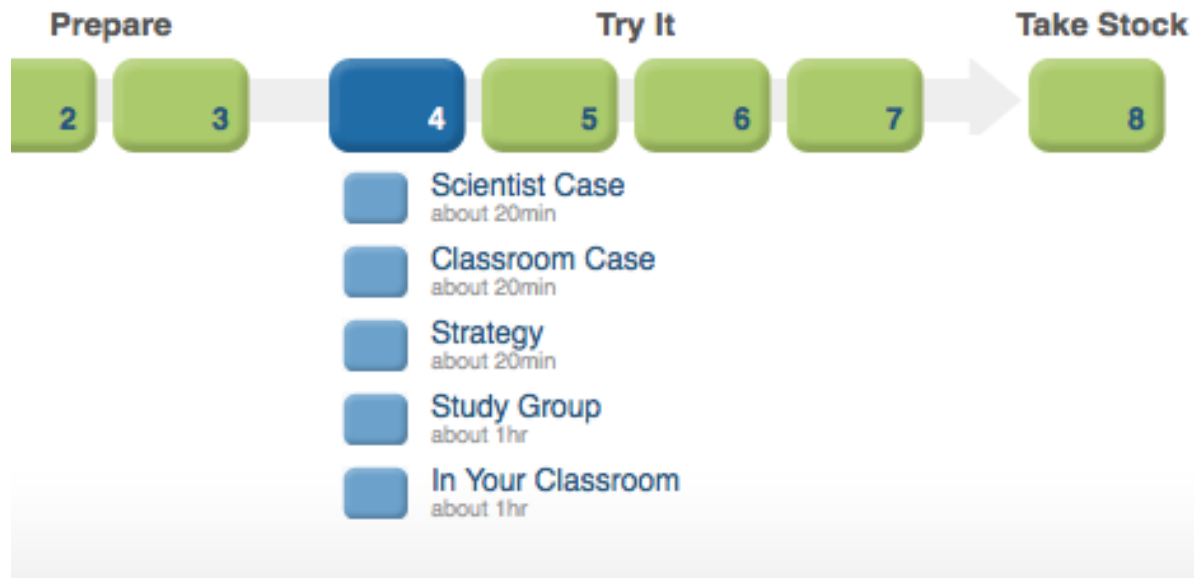 Prepare
Try It
Take Stock
2
3
4
5
6
7
8
Scientist Case
about 20min
Classroom Case
about 20min
Strategy
about 20min
Study Group
about 1hr
In Your Classroom
about 1hr